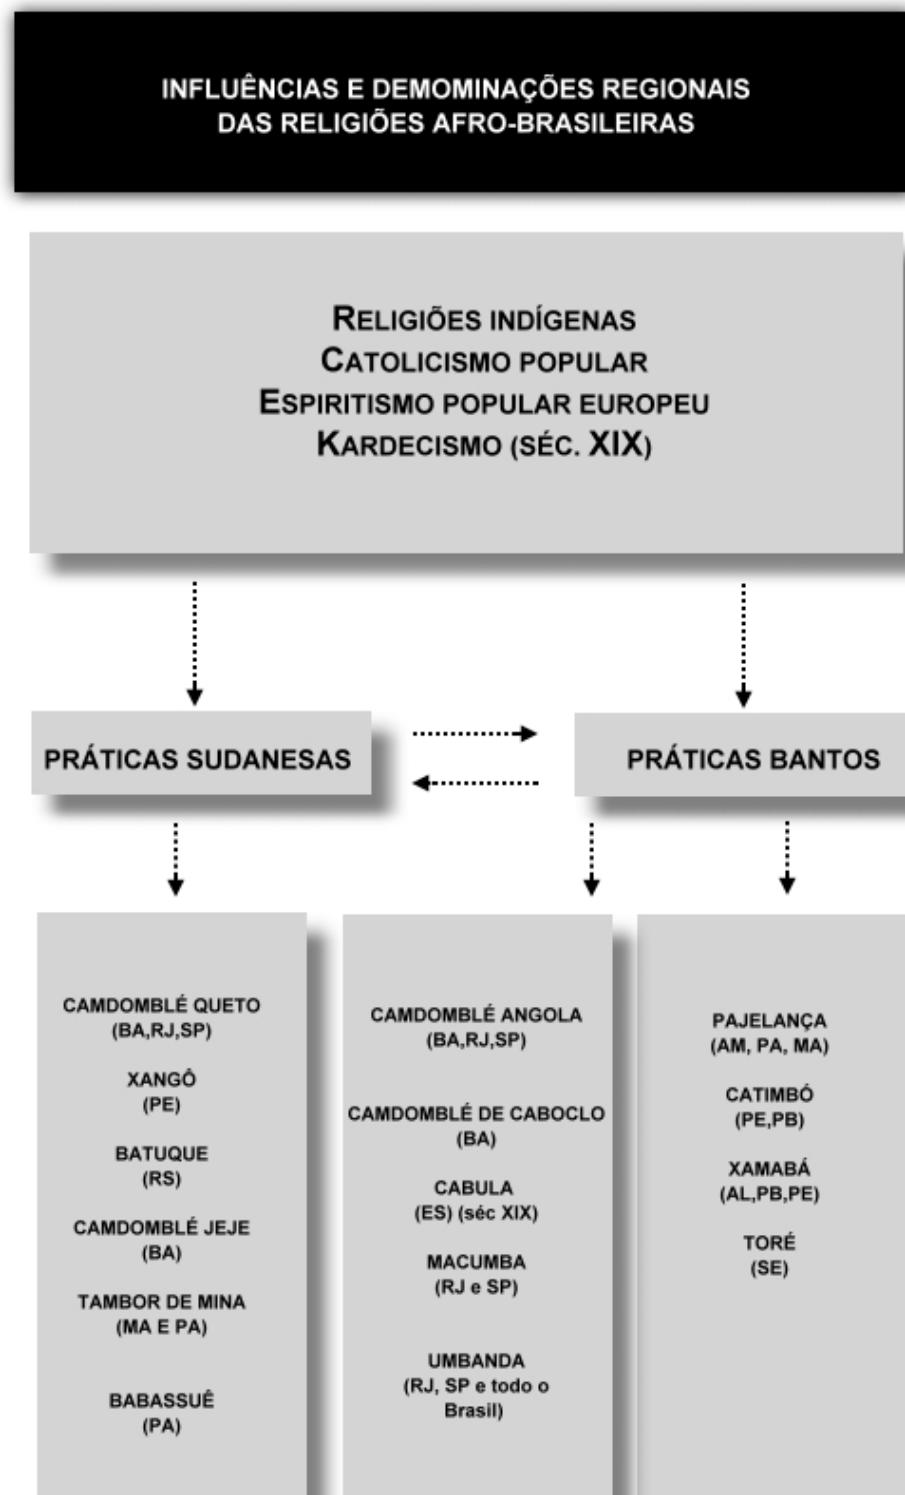 INFLUÊNCIAS E DEMOMINAÇÕES REGIONAIS
DAS RELIGIÕES AFRO-BRASILEIRAS
RELIGIÕES INDÍGENAS
CATOLICISMO POPULAR
ESPIRITISMO POPULAR EUROPEU
KARDECISMO (SÉC. XIX)
PRÁTICAS SUDANESAS
PRÁTICAS BANTOS
CAMDOMBLÉ QUETO
(BA,RJ,SP)
XANGÔ
(PE)
BATUQUE
(RS)
CAMDOMBLÉ JEJE
(BA)
TAMBOR DE MINA
(MA E PA)
BABASSUÊ
(PA)
CAMDOMBLÉ ANGOLA
(BA,RJ,SP)
CAMDOMBLÉ DE CABOCLO
(BA)
CABULA
(ES) (séc XIX)
MACUMBA
(RJ e SP)
UMBANDA
(RJ, SP e todo o
Brasil)
PAJELANÇA
(AM, PA, MA)
CATIMBÓ
(PE,PB)
XAMABÁ
(AL,PB,PE)
TORÉ
(SE)